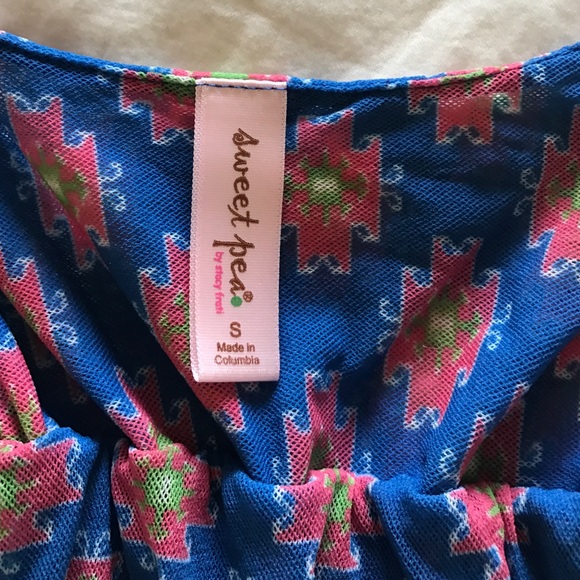 sweet pea®
by stacy frati
S
Made in
Columbia